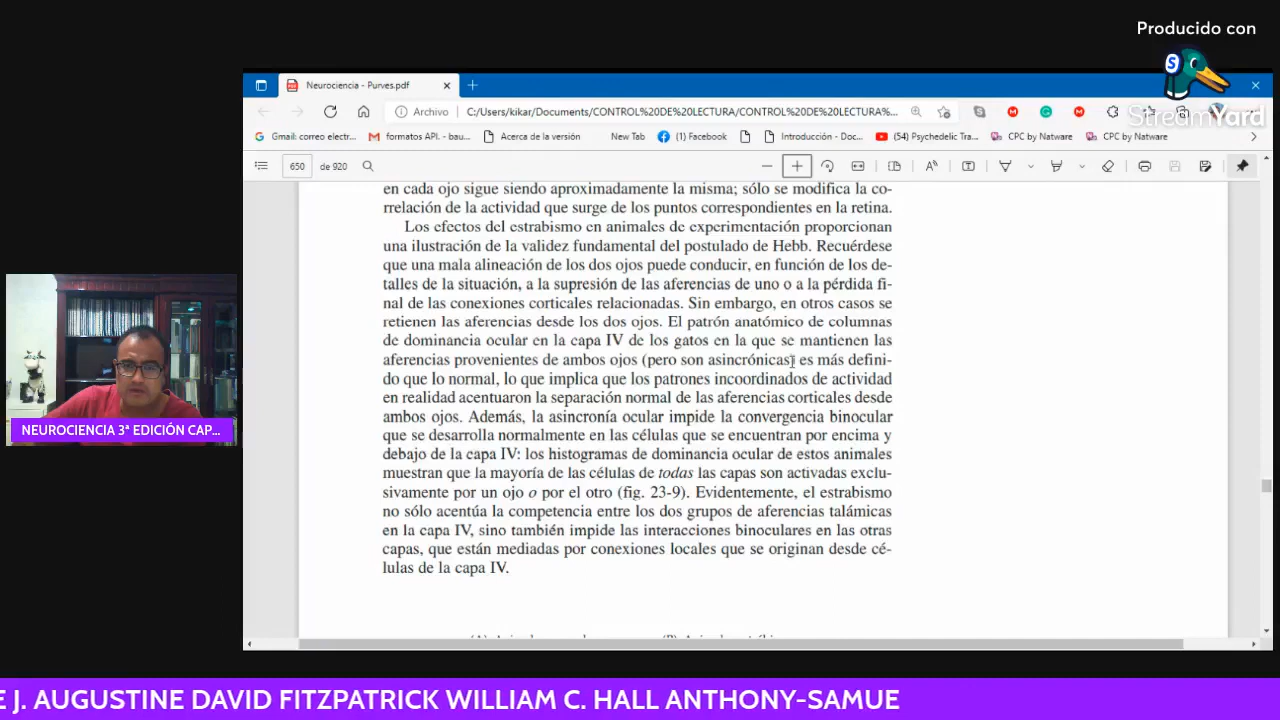 Producido con
StreamYard
Neurociencia - Purves.pdf
Archivo
C:/Users/kikar/Documents/CONTROL%20DE%20LECTURA/CONTROL%20DE%20LECTURA%...
Gmail: correo electr...
formatos API. - bau...
Acerca de la versión
New Tab
(1) Facebook
Introducción - Doc...
(54) Psychedelic Tra...
CPC by Natware
CPC by Natware
650
de 920
en cada ojo sigue siendo aproximadamente la misma; sólo se modifica la co-
rrelación de la actividad que surge de los puntos correspondientes en la retina.
Los efectos del estrabismo en animales de experimentación proporcionan
una ilustración de la validez fundamental del postulado de Hebb. Recuérdese
que una mala alineación de los dos ojos puede conducir, en función de los de-
talles de la situación, a la supresión de las aferencias de uno o a la pérdida fi-
nal de las conexiones corticales relacionadas. Sin embargo, en otros casos se
retienen las aferencias desde los dos ojos. El patrón anatómico de columnas
de dominancia ocular en la capa IV de los gatos en la que se mantienen las
aferencias provenientes de ambos ojos (pero son asincrónicas) es más defini-
do que lo normal, lo que implica que los patrones incoordinados de actividad
en realidad acentuaron la separación normal de las aferencias corticales desde
ambos ojos. Además, la asincronía ocular impide la convergencia binocular
que se desarrolla normalmente en las células que se encuentran por encima y
debajo de la capa IV: los histogramas de dominancia ocular de estos animales
muestran que la mayoría de las células de todas las capas son activadas exclu-
sivamente por un ojo o por el otro (fig. 23-9). Evidentemente, el estrabismo
no sólo acentúa la competencia entre los dos grupos de aferencias talámicas
en la capa IV, sino también impide las interacciones binoculares en las otras
capas, que están mediadas por conexiones locales que se originan desde cé-
lulas de la capa IV.
NEUROCIENCIA 3ª EDICIÓN CAP...
E J. AUGUSTINE DAVID FITZPATRICK WILLIAM C. HALL ANTHONY-SAMUE